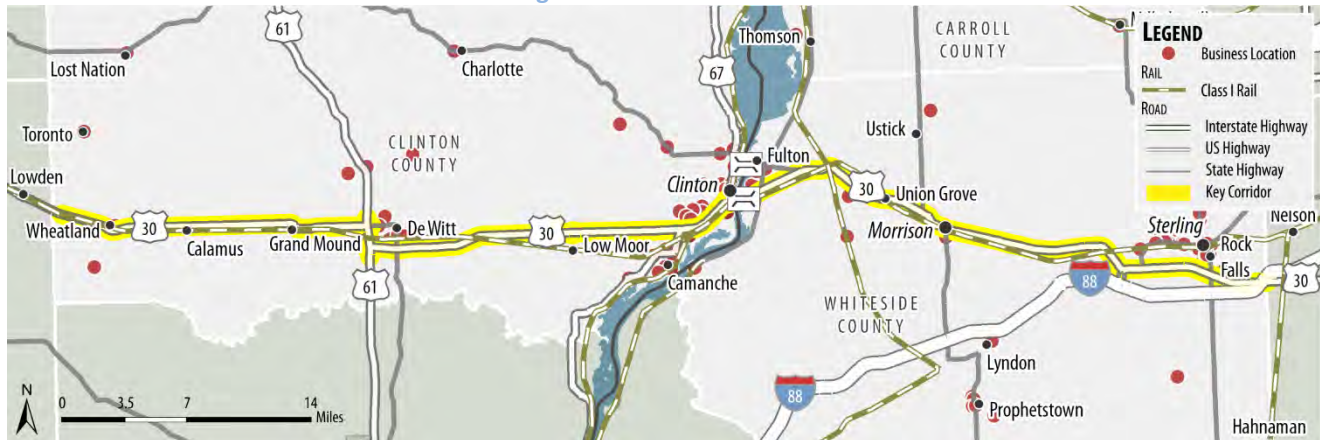 61
Lost Nation
Charlotte
67
Thomson
CARROLL
COUNTY
LEGEND
Business Location
RAIL
Class I Rail
ROAD
Interstate Highway
US Highway
State Highway
Key Corridor
Toronto
CLINTON
COUNTY
Ustick
Fulton
Lowden
Clinton
30
Union Grove
Wheatland
30
Calamus
Grand Mound
De Witt
30
Low Moor
Morrison
Sterling
Nelson
Rock
Falls
Camanche
61
88
30
WHITESIDE
COUNTY
Lyndon
88
Prophetstown
Hahnaman
N
0 3.5 7 14
Miles